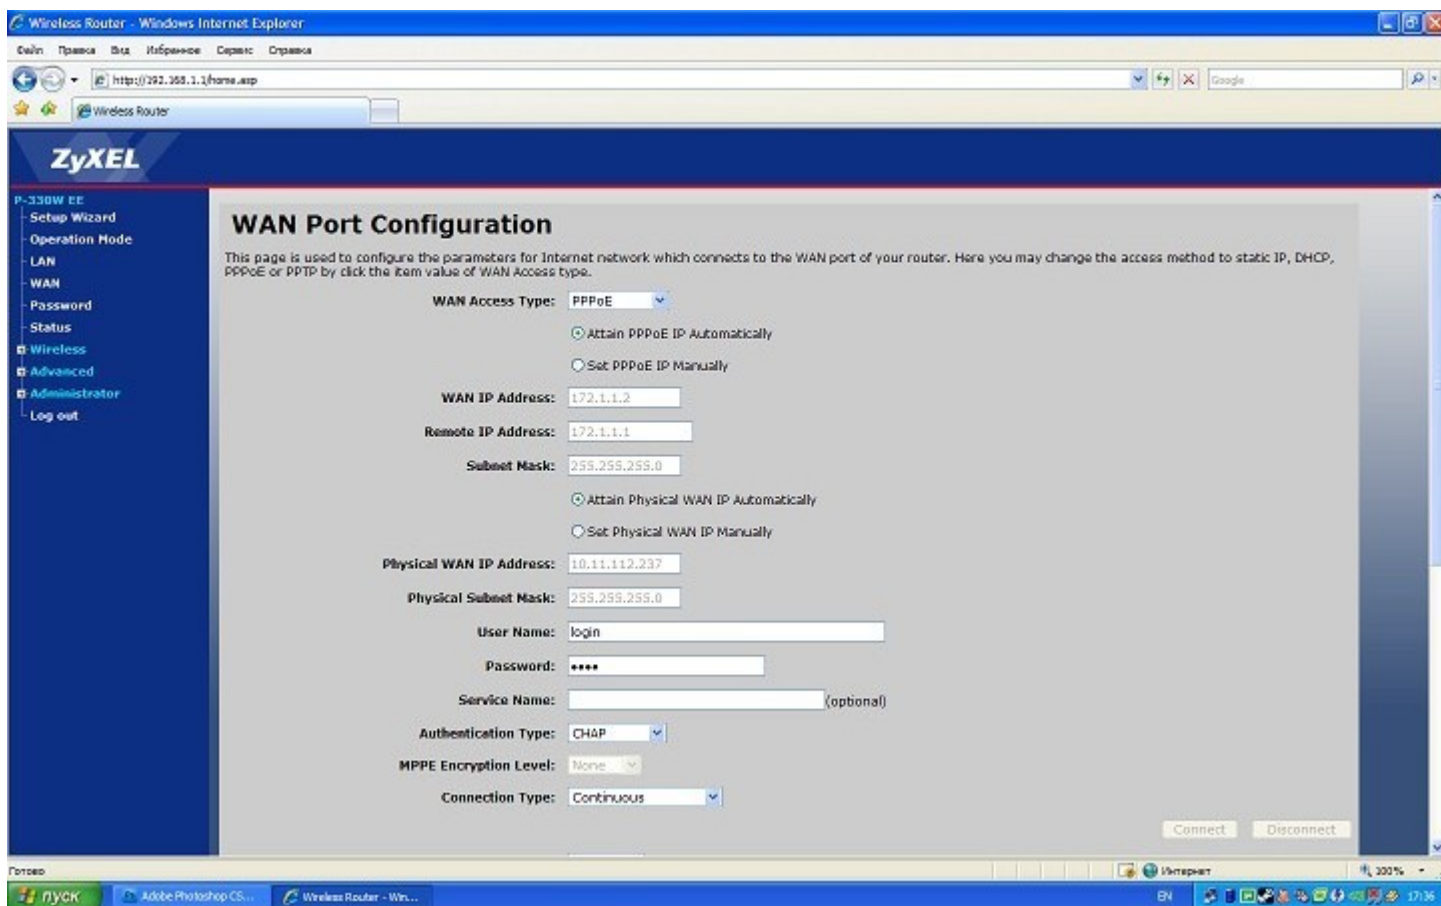 Wireless Router - Windows Internet Explorer
Файл Правка Вид Избранное Сервис Справка
http://192.168.1.1/home.asp
Google
Wireless Router
ZyXEL
P-330W EE
Setup Wizard
Operation Mode
LAN
WAN
Password
Status
Wireless
Advanced
Administrator
Log out
WAN Port Configuration
This page is used to configure the parameters for Internet network which connects to the WAN port of your router. Here you may change the access method to static IP, DHCP,
PPPoE or PPTP by click the item value of WAN Access type.
WAN Access Type: PPPoE
Attain PPPoE IP Automatically
Set PPPoE IP Manually
WAN IP Address: 172.1.1.2
Remote IP Address: 172.1.1.1
Subnet Mask: 255.255.255.0
Attain Physical WAN IP Automatically
Set Physical WAN IP Manually
Physical WAN IP Address: 10.11.112.237
Physical Subnet Mask: 255.255.255.0
User Name: login
Password: ••••
Service Name: (optional)
Authentication Type: CHAP
MPPE Encryption Level: None
Connection Type: Continuous
Connect Disconnect
Готово Интернет 100%
пуск Adobe Photoshop CS... Wireless Router - Win... EN 17:36